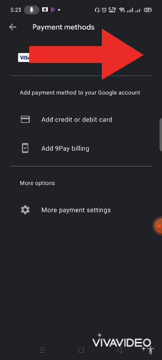 5:23
Payment methods
VISA
Add payment method to your Google account
Add credit or debit card
Add 9Pay billing
More options
More payment settings
VIVAVIDEO